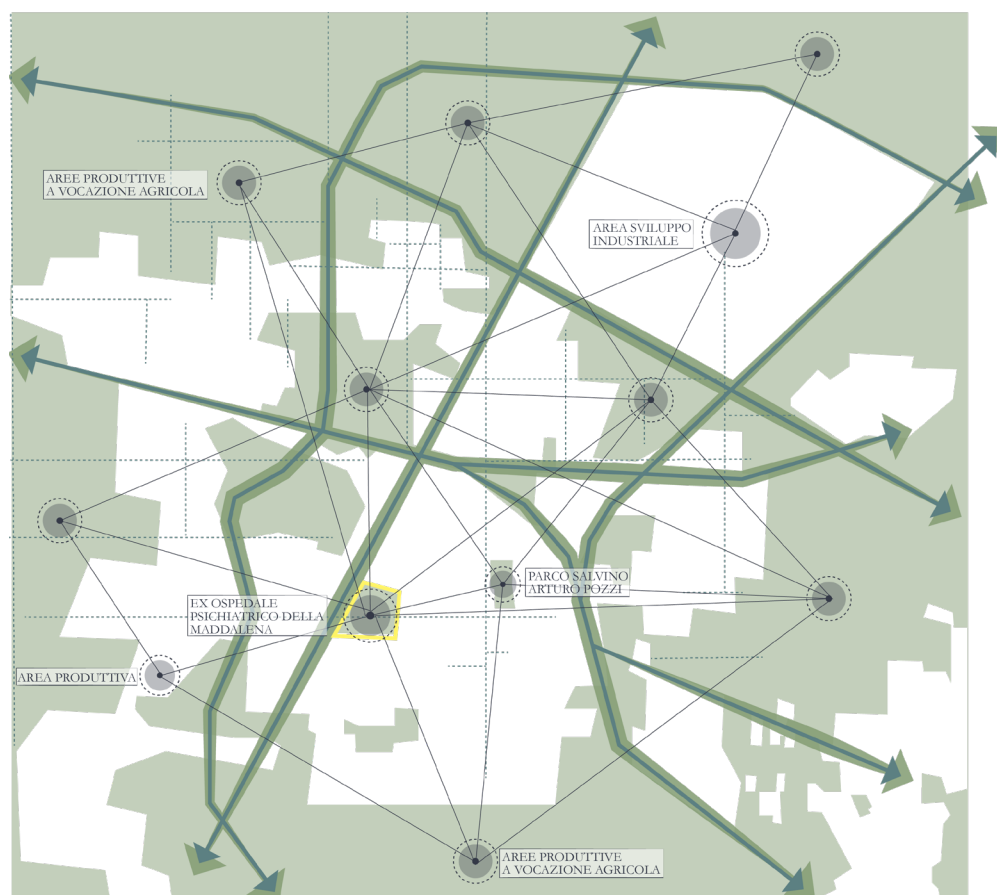 AREE PRODUTTIVE
A VOCAZIONE AGRICOLA
AREA SVILUPPO
INDUSTRIALE
PARCO SALVINO
ARTURO POZZI
EX OSPEDALE
PSICHIATRICO DELLA
MADDALENA
AREA PRODUTTIVA
AREE PRODUTTIVE
A VOCAZIONE AGRICOLA